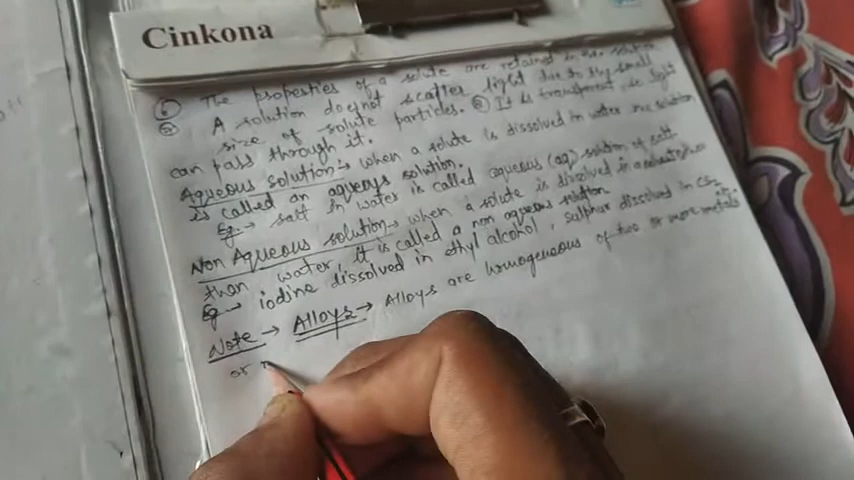 Cinkona
⑥ The properties of a solute are retained in the solution.
⑦ A solution doe not scatter light due to the small
size of solute particles. ⑧ It is transparent i.e light
can pass through it.
Aqueous solution:→ when a solute is dissolved in water the solution
is called an aqueous solution.
Eg:→ salt in water is called aqueous (aq) solution of salt
Non Aqueous solution→ when a solute is dissolved in a solvent other
than water, it is called a non aqueous solution
Eg→ iodine dissolved in ethyl alcohol, sulphur dissolved in CS2
Note → Alloys → Alloys are homogeneous of two or more metals
or